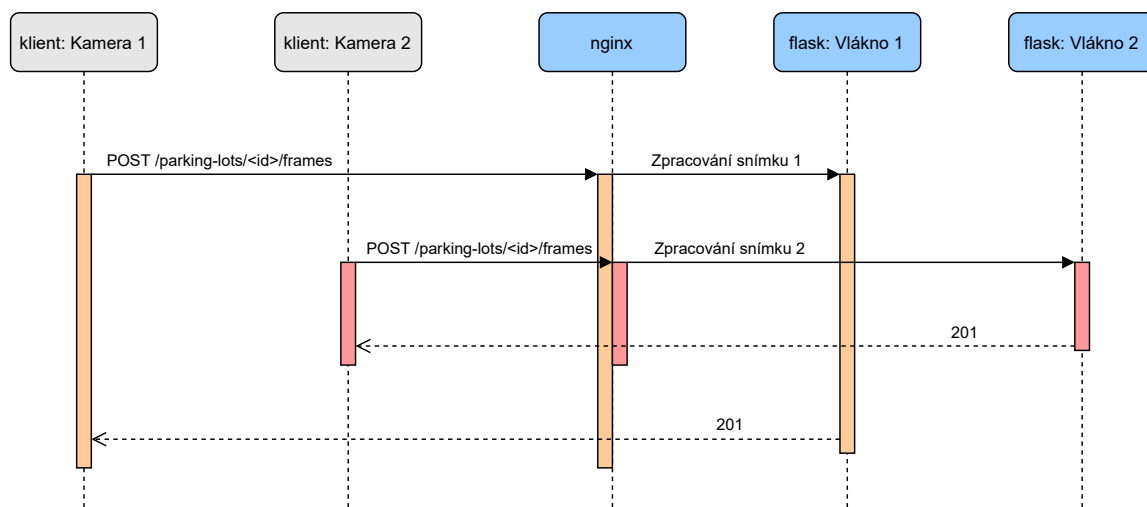 klient: Kamera 1
klient: Kamera 2
nginx
flask: Vlákno 1
flask: Vlákno 2
POST /parking-lots/<id>/frames
Zpracování snímku 1
POST /parking-lots/<id>/frames
Zpracování snímku 2
201
201